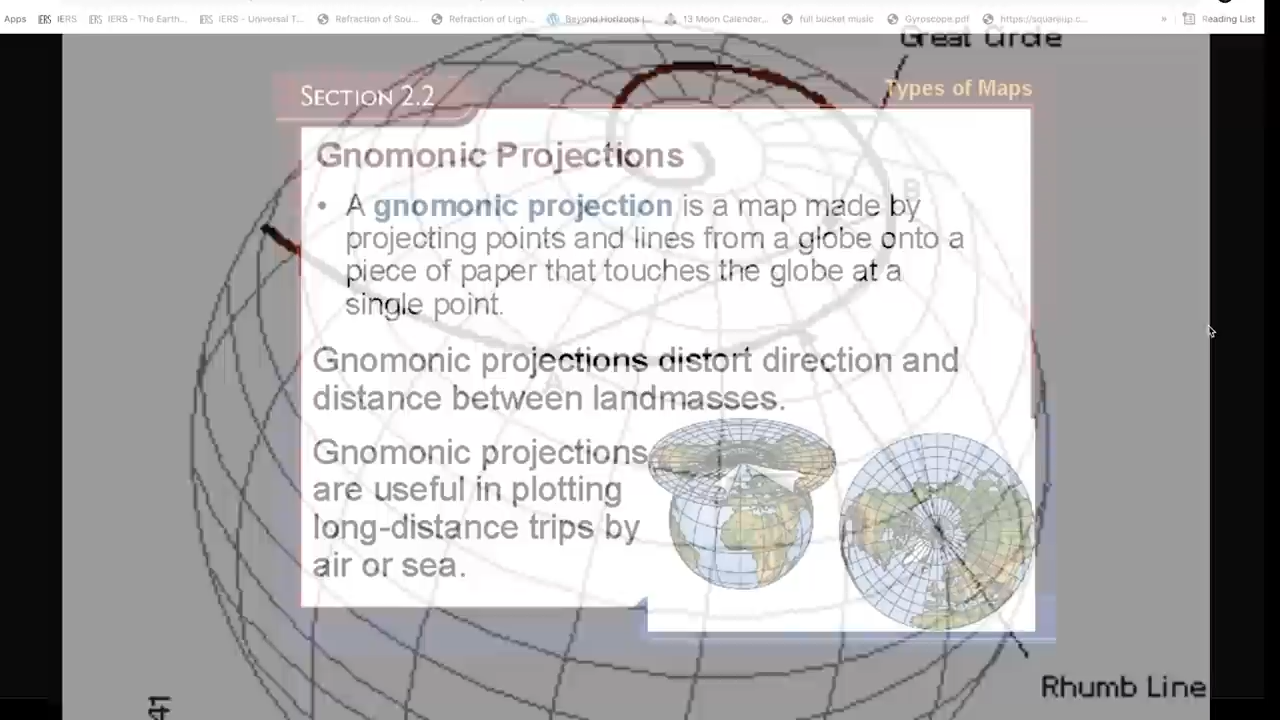 Apps IERS IERS - The Earth... IERS - Universal T... Refraction of Sou... Refraction of Ligh... Beyond Horizons |... 13 Moon Calendar... full bucket music Gyroscope.pdf https://squareup.c... » Reading List
Great Circle
SECTION 2.2
Types of Maps
Gnomonic Projections
• A gnomonic projection is a map made by
projecting points and lines from a globe onto a
piece of paper that touches the globe at a
single point.
B
Gnomonic projections distort direction and
distance between landmasses.
A
Gnomonic projections
are useful in plotting
long-distance trips by
air or sea.
Rhumb Line
41